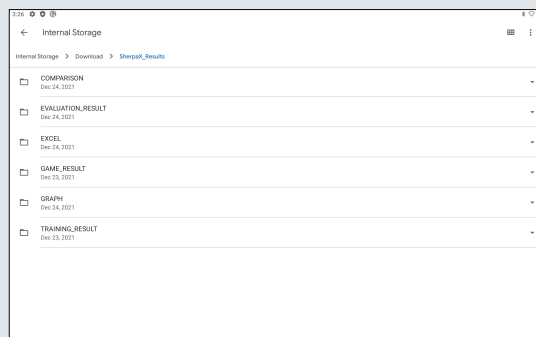 3:26
Internal Storage
Internal Storage > Download > SherpaX_Results
COMPARISON
Dec 24, 2021
EVALUATION_RESULT
Dec 24, 2021
EXCEL
Dec 24, 2021
GAME_RESULT
Dec 23, 2021
GRAPH
Dec 24, 2021
TRAINING_RESULT
Dec 23, 2021